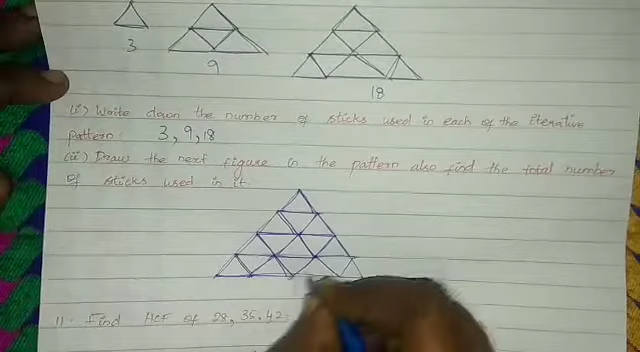 3
9
18
(i) Write down the number of sticks used in each of the iterative
pattern. 3, 9, 18
(ii) Draw the next figure in the pattern also find the total number
of sticks used in it.
11. Find HCF of 28, 35, 42